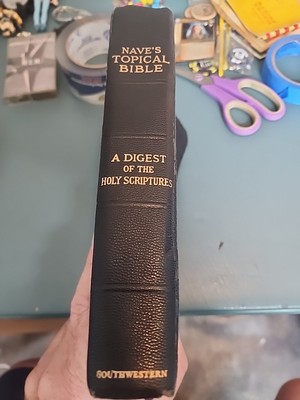 NAVE'S
TOPICAL
BIBLE
A DIGEST
OF THE
HOLY SCRIPTURES
SOUTHWESTERN